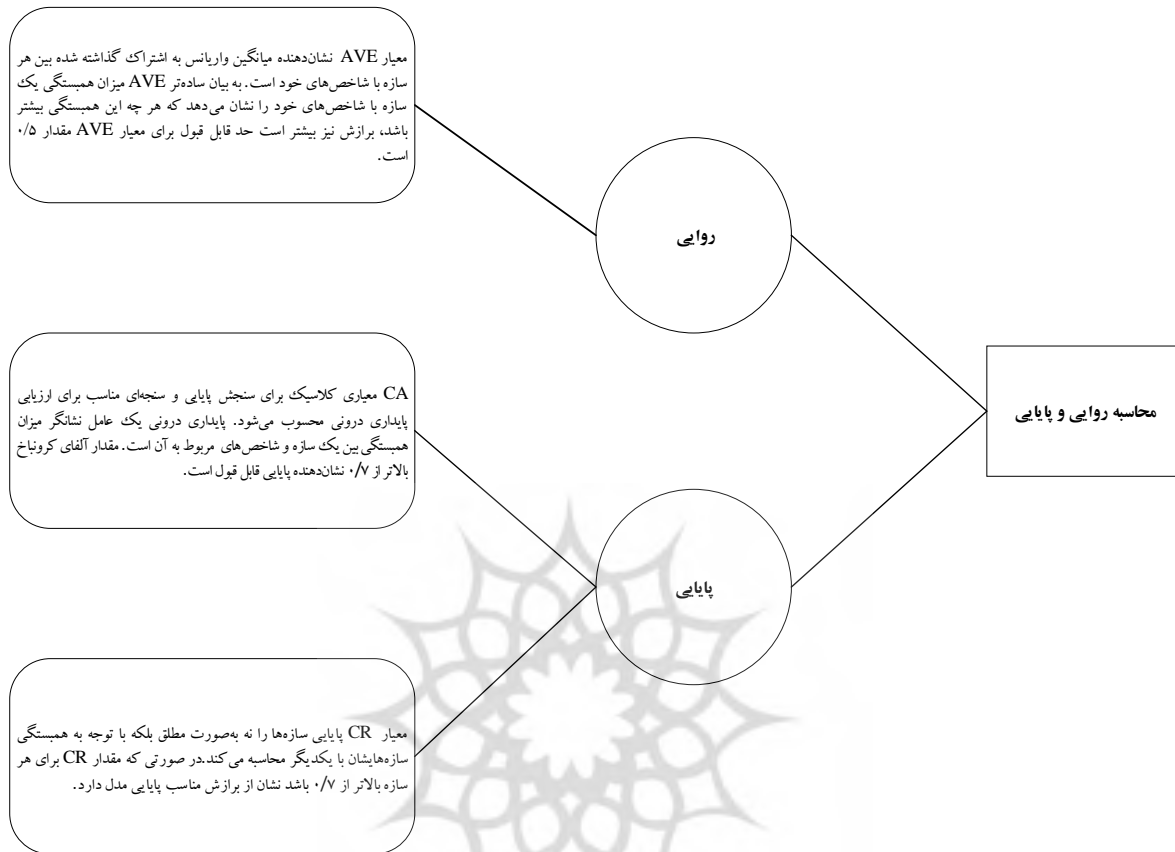 محاسبه روایی و پایایی
روایی
معیار AVE نشان‌دهنده میانگین واریانس به اشتراک گذاشته شده بین هر
سازه با شاخص‌های خود است. به بیان ساده‌تر AVE میزان همبستگی یک
سازه با شاخص‌های خود را نشان می‌دهد که هر چه این همبستگی بیشتر
باشد، برازش نیز بیشتر است حد قابل قبول برای معیار AVE مقدار ۰/۵
است.
پایایی
CA معیاری کلاسیک برای سنجش پایایی و سنجه‌ای مناسب برای ارزیابی
پایداری درونی محسوب می‌شود. پایداری درونی یک عامل نشانگر میزان
همبستگی بین یک سازه و شاخص‌های مربوط به آن است. مقدار آلفای کرونباخ
بالاتر از ۰/۷ نشان‌دهنده پایایی قابل قبول است.
معیار CR پایایی سازه‌ها را نه به‌صورت مطلق بلکه با توجه به همبستگی
سازه‌هایشان با یکدیگر محاسبه می‌کند.در صورتی که مقدار CR برای هر
سازه بالاتر از ۰/۷ باشد نشان از برازش مناسب پایایی مدل دارد.